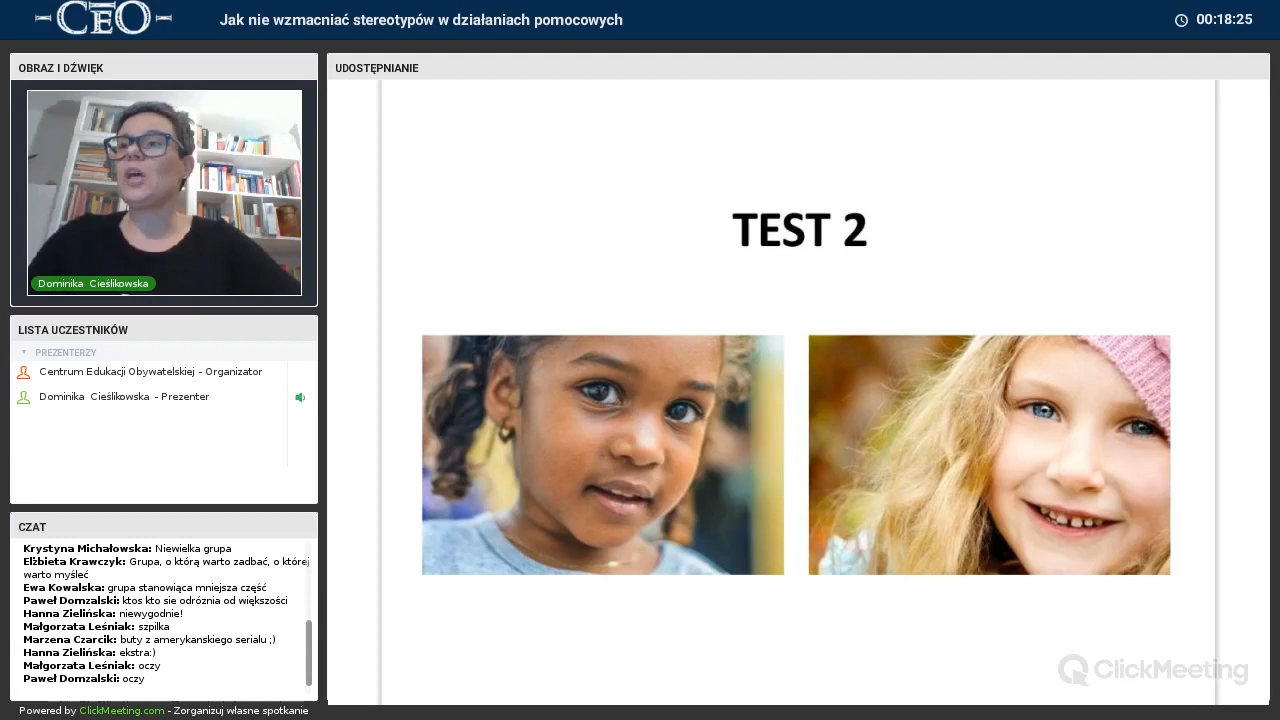 CEO
Jak nie wzmacniać stereotypów w działaniach pomocowych
00:18:25
OBRAZ I DŹWIĘK
Dominika Cieślikowska
LISTA UCZESTNIKÓW
PREZENTERZY
Centrum Edukacji Obywatelskiej - Organizator
Dominika Cieślikowska - Prezenter
CZAT
Krystyna Michałowska: Niewielka grupa
Elżbieta Krawczyk: Grupa, o którą warto zadbać, o której
warto myśleć
Ewa Kowalska: grupa stanowiąca mniejsza część
Paweł Domzalski: ktos kto sie odróznia od większości
Hanna Zielińska: niewygodnie!
Małgorzata Leśniak: szpilka
Marzena Czarcik: buty z amerykanskiego serialu ;)
Hanna Zielińska: ekstra:)
Małgorzata Leśniak: oczy
Paweł Domzalski: oczy
Powered by ClickMeeting.com - Zorganizuj własne spotkanie
UDOSTĘPNIANIE
TEST 2
ClickMeeting